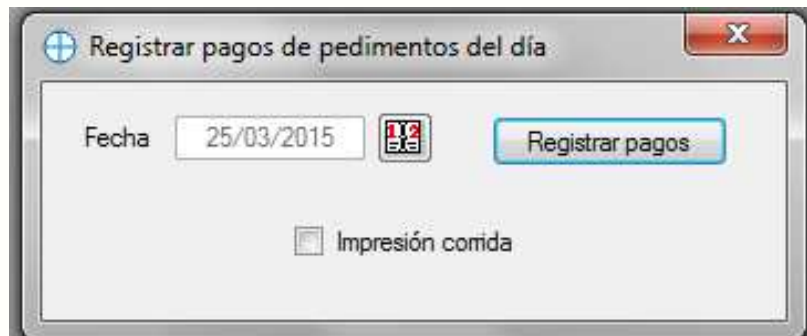 Registrar pagos de pedimentos del día
Fecha 25/03/2015 Registrar pagos
Impresión corrida